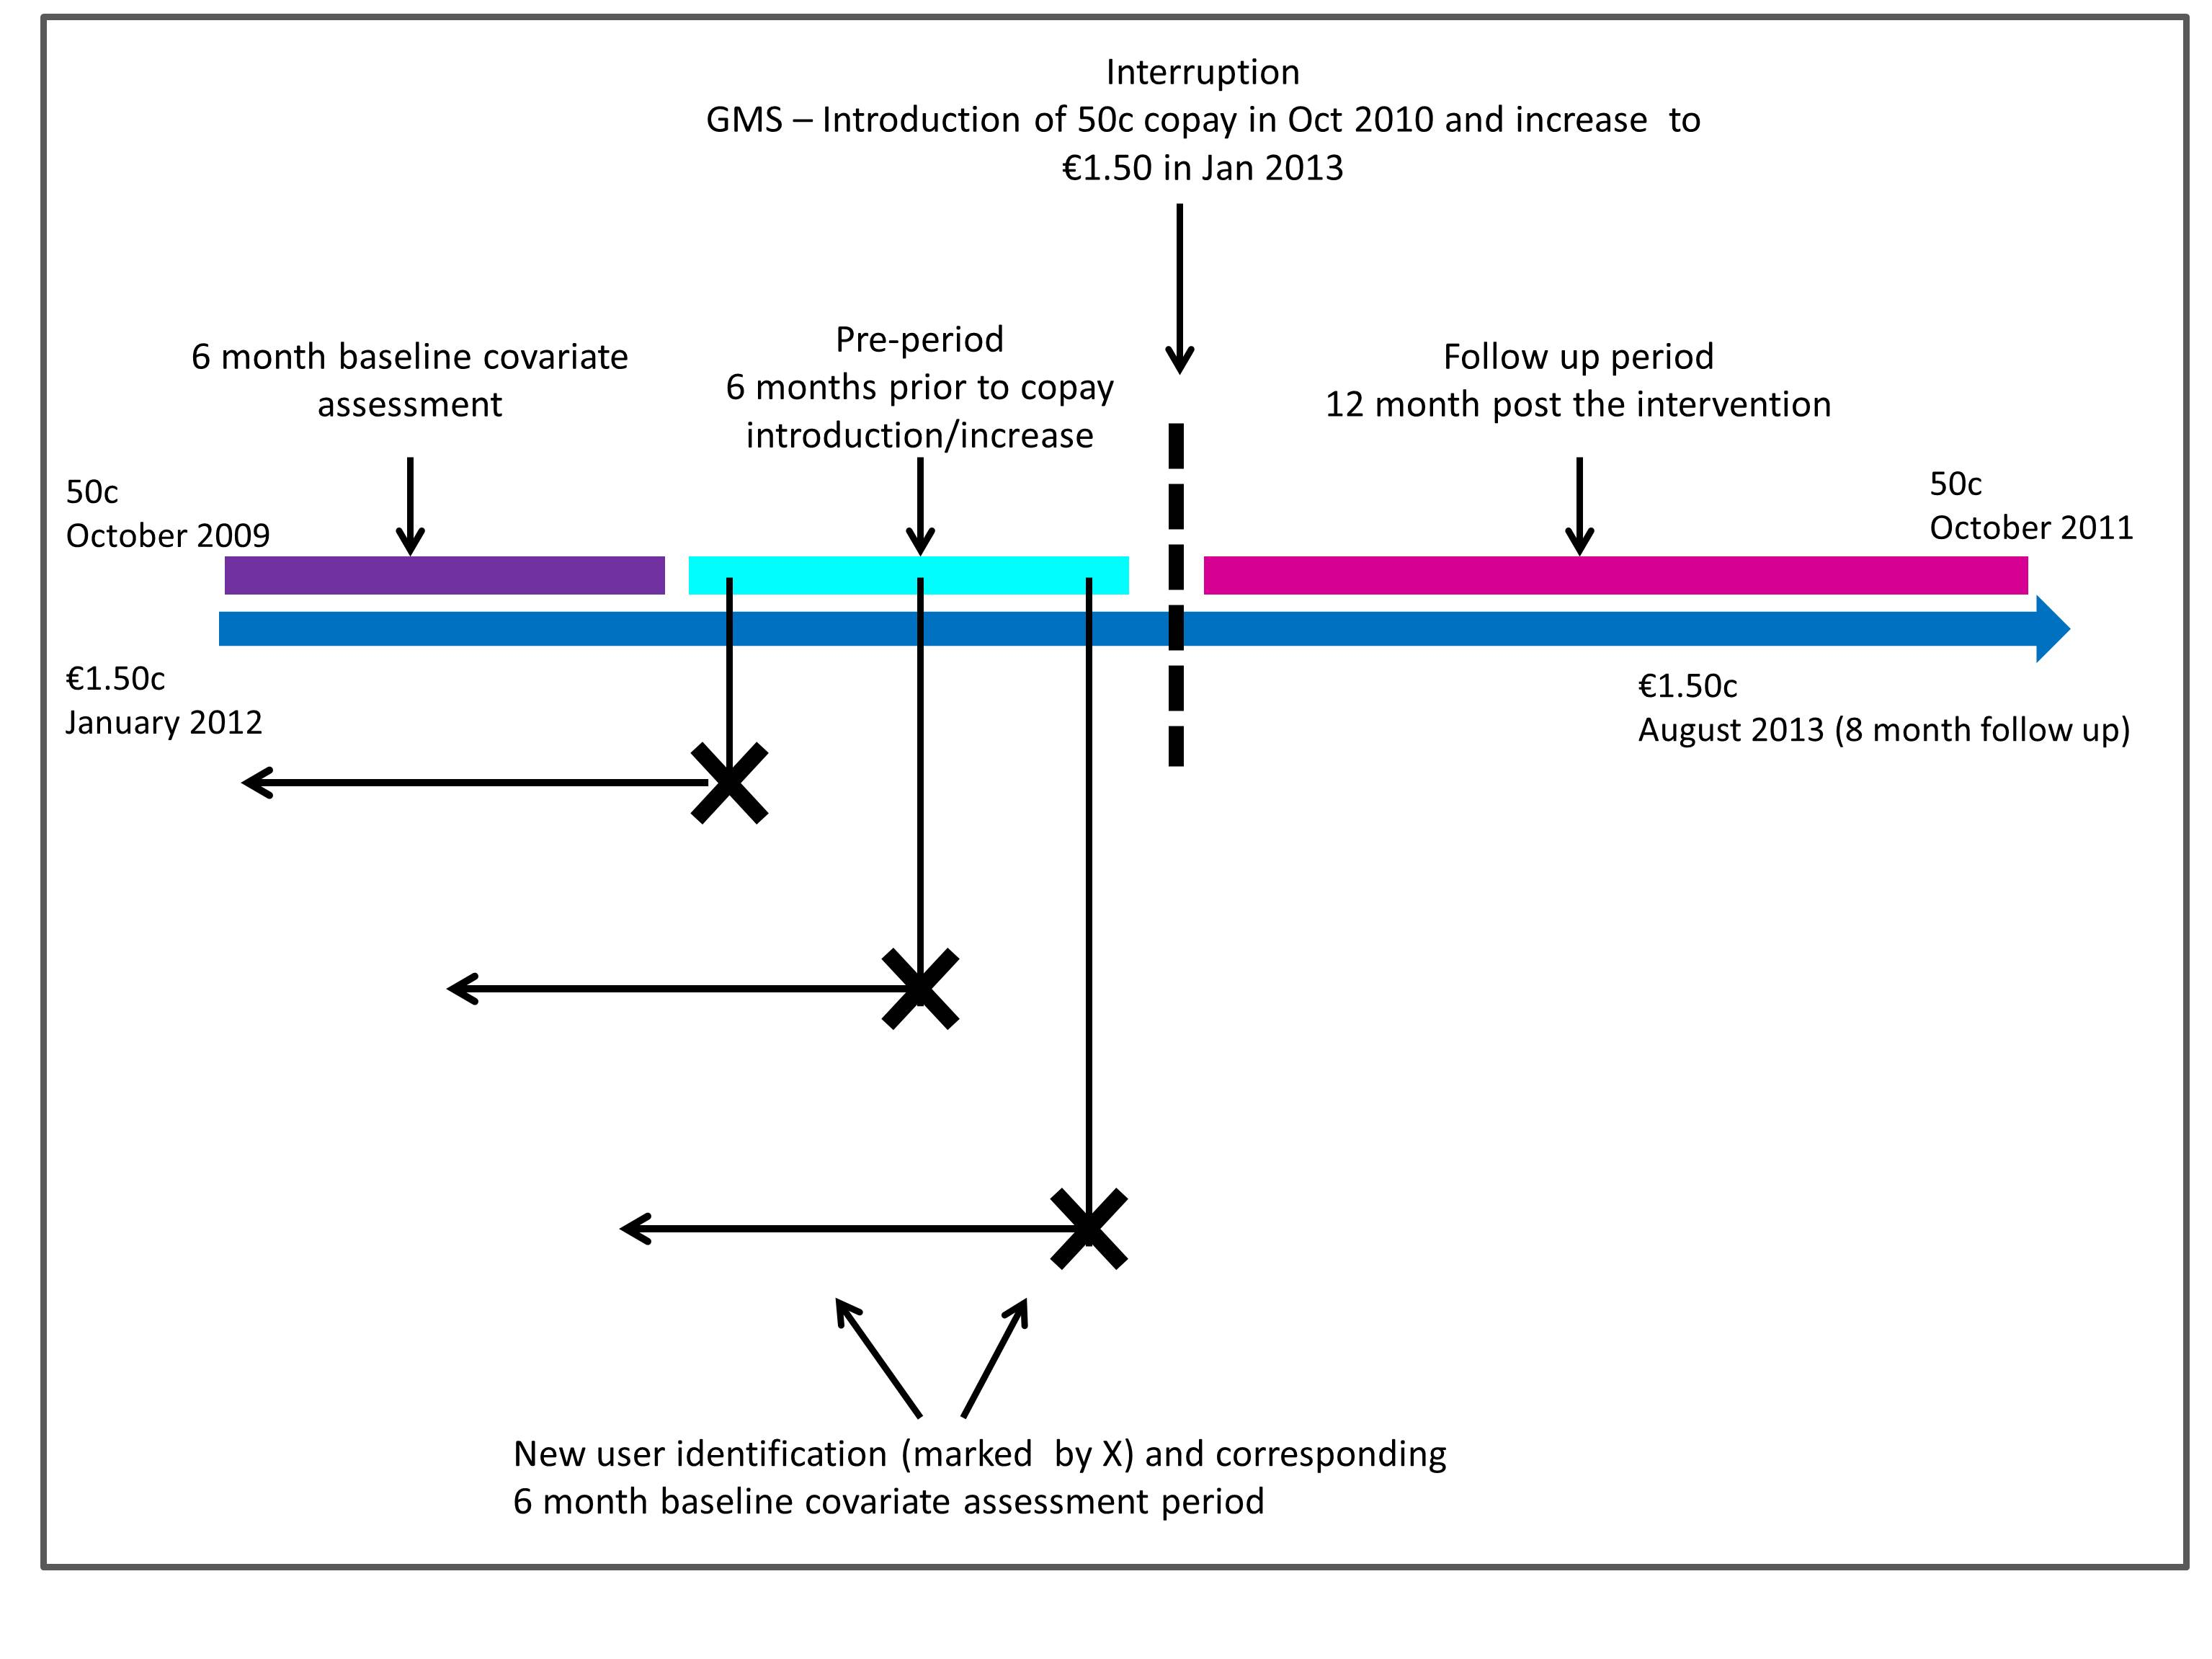 Interruption
GMS – Introduction of 50c copay in Oct 2010 and increase to
€1.50 in Jan 2013
6 month baseline covariate
assessment
Pre-period
6 months prior to copay
introduction/increase
Follow up period
12 month post the intervention
50c
October 2009
50c
October 2011
€1.50c
January 2012
€1.50c
August 2013 (8 month follow up)
New user identification (marked by X) and corresponding
6 month baseline covariate assessment period